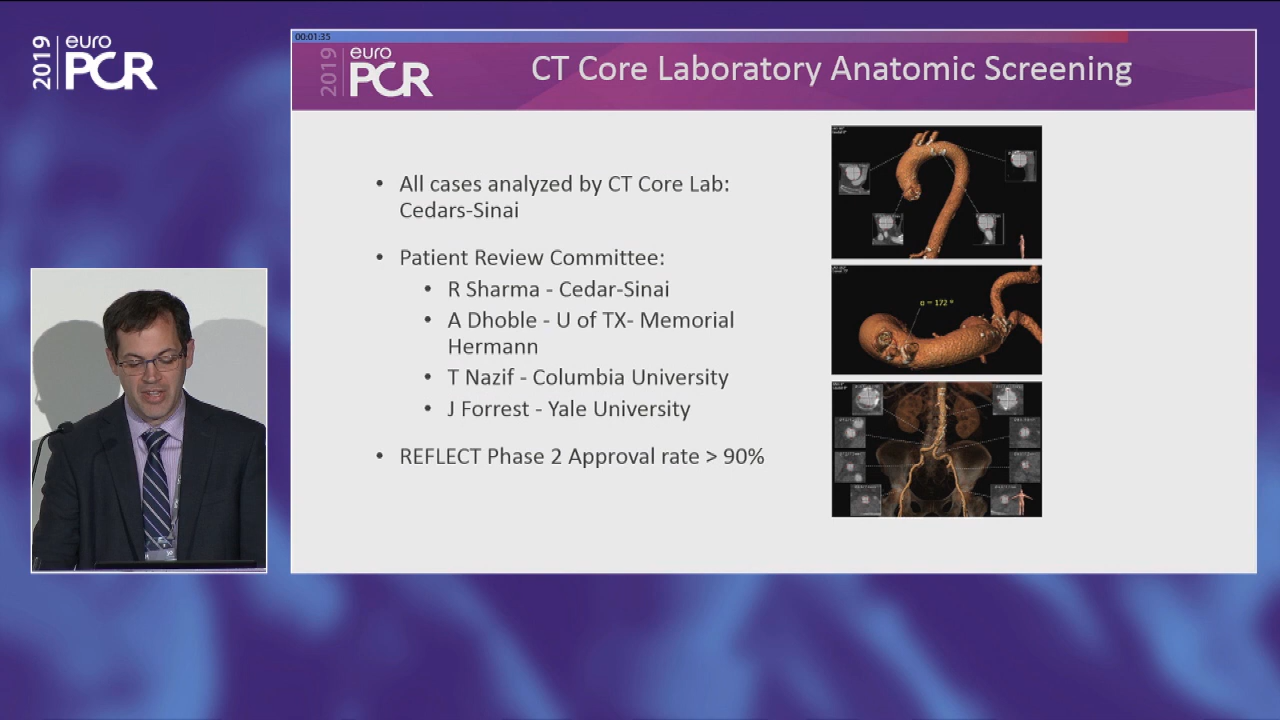 2019
euro
PCR
00:01:35
2019
euro
PCR
CT Core Laboratory Anatomic Screening
• All cases analyzed by CT Core Lab:
Cedars-Sinai
• Patient Review Committee:
• R Sharma - Cedar-Sinai
• A Dhoble - U of TX- Memorial
Hermann
• T Nazif - Columbia University
• J Forrest - Yale University
• REFLECT Phase 2 Approval rate > 90%
α = 172 °